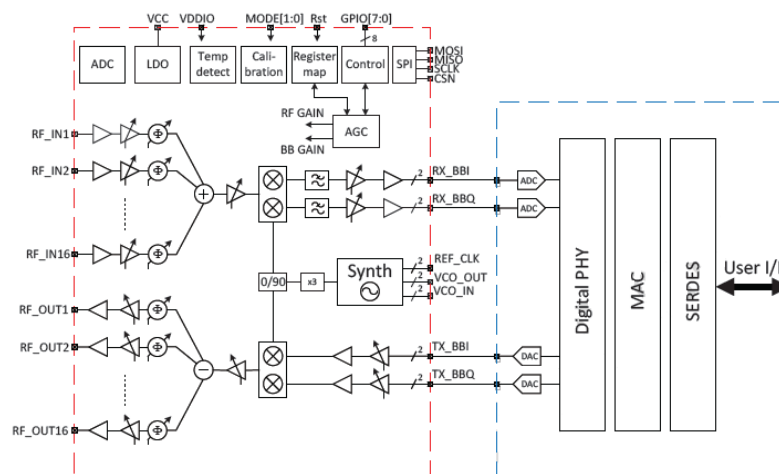 VCC VDDIO MODE[1:0] Rst GPIO[7:0]
8
ADC
LDO
Temp
detect
Cali-
bration
Register
map
Control
SPI
MOSI
MISO
SCLK
CSN
RF GAIN
BB GAIN
AGC
RF_IN1
Φ
RF_IN2
Φ
RF_IN16
Φ
+
2
RX_BBI
ADC
2
RX_BBQ
ADC
0/90
x3
Synth
2
REF_CLK
2
VCO_OUT
2
VCO_IN
RF_OUT1
Φ
RF_OUT2
Φ
RF_OUT16
Φ
−
2
TX_BBI
DAC
2
TX_BBQ
DAC
Digital PHY
MAC
SERDES
User I/F